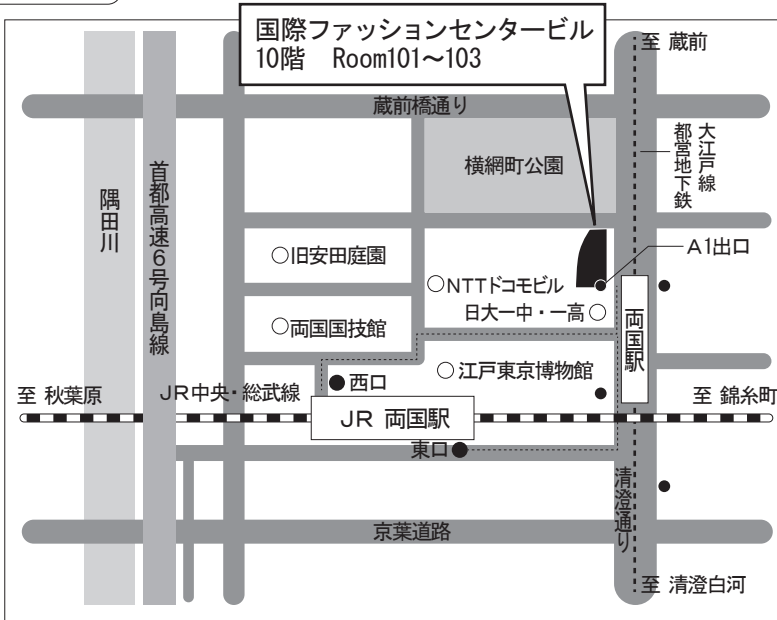 国際ファッションセンタービル
10階 Room101～103
至 蔵前
蔵前橋通り
大江戸線
都営地下鉄
横網町公園
首都高速6号向島線
隅田川
A1出口
○旧安田庭園
○NTTドコモビル
日大一中・一高○
○両国国技館
両国駅
○江戸東京博物館
●西口
至 秋葉原
JR中央・総武線
至 錦糸町
JR 両国駅
東口●
清澄通り
京葉道路
至 清澄白河